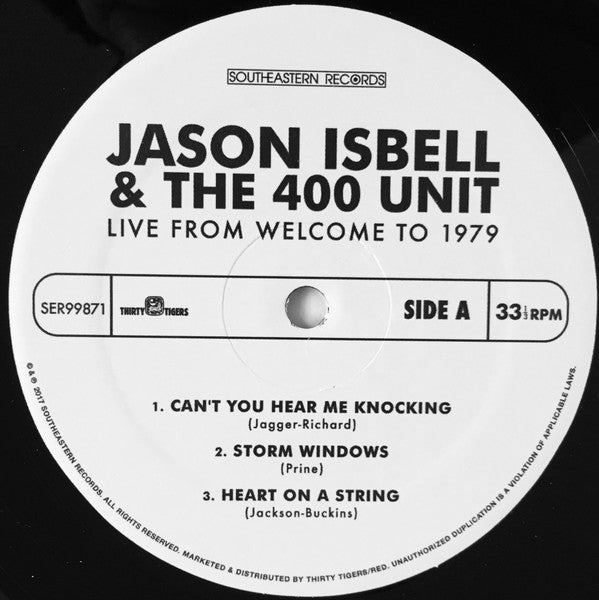 SOUTHEASTERN RECORDS
JASON ISBELL
& THE 400 UNIT
LIVE FROM WELCOME TO 1979
SER99871
THIRTY TIGERS
SIDE A
33 1/3 RPM
1. CAN'T YOU HEAR ME KNOCKING
(Jagger-Richard)
2. STORM WINDOWS
(Prine)
3. HEART ON A STRING
(Jackson-Buckins)
© & ℗ 2017 SOUTHEASTERN RECORDS. ALL RIGHTS RESERVED. MARKETED & DISTRIBUTED BY THIRTY TIGERS/RED. UNAUTHORIZED DUPLICATION IS A VIOLATION OF APPLICABLE LAWS.